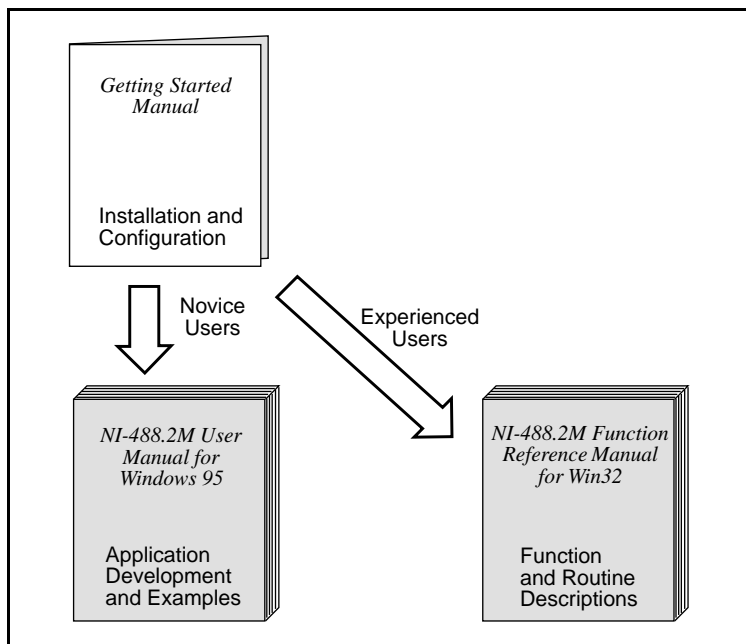 Getting Started
Manual
Installation and
Configuration
Novice
Users
Experienced
Users
NI-488.2M User
Manual for
Windows 95
Application
Development
and Examples
NI-488.2M Function
Reference Manual
for Win32
Function
and Routine
Descriptions